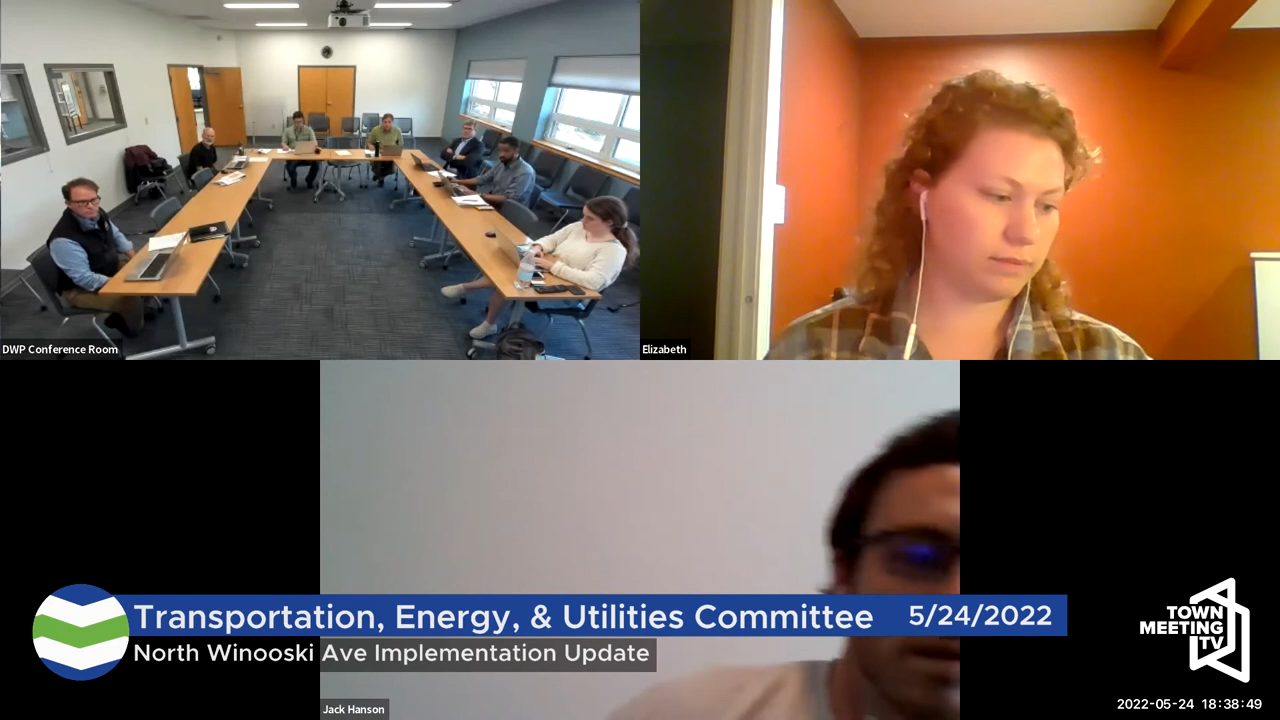 DWP Conference Room
Elizabeth
Transportation, Energy, & Utilities Committee 5/24/2022
North Winooski Ave Implementation Update
TOWN
MEETING
TV
Jack Hanson
2022-05-24 18:38:49